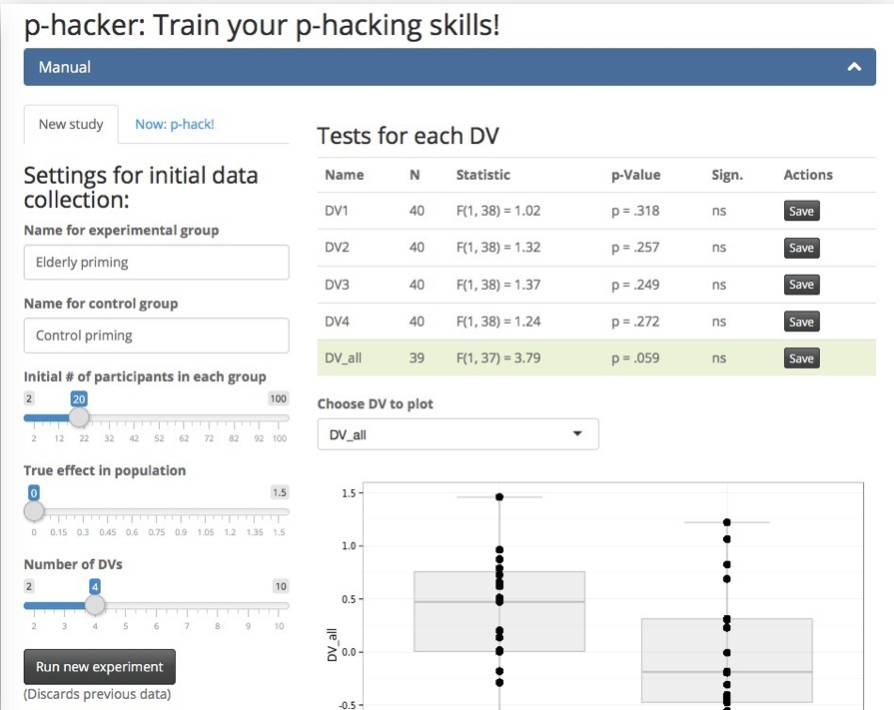 p-hacker: Train your p-hacking skills!
Manual
New study Now: p-hack!
Settings for initial data
collection:
Name for experimental group
Elderly priming
Name for control group
Control priming
Initial # of participants in each group
2 20 100
2 12 22 32 42 52 62 72 82 92 100
True effect in population
0 1.5
0 0.15 0.3 0.45 0.6 0.75 0.9 1.05 1.2 1.35 1.5
Number of DVs
2 4 10
2 3 4 5 6 7 8 9 10
Run new experiment
(Discards previous data)
Tests for each DV
Name N Statistic p-Value Sign. Actions
DV1 40 F(1, 38) = 1.02 p = .318 ns Save
DV2 40 F(1, 38) = 1.32 p = .257 ns Save
DV3 40 F(1, 38) = 1.37 p = .249 ns Save
DV4 40 F(1, 38) = 1.24 p = .272 ns Save
DV_all 39 F(1, 37) = 3.79 p = .059 ns Save
Choose DV to plot
DV_all
1.5
1.0
0.5
0.0
-0.5
DV_all